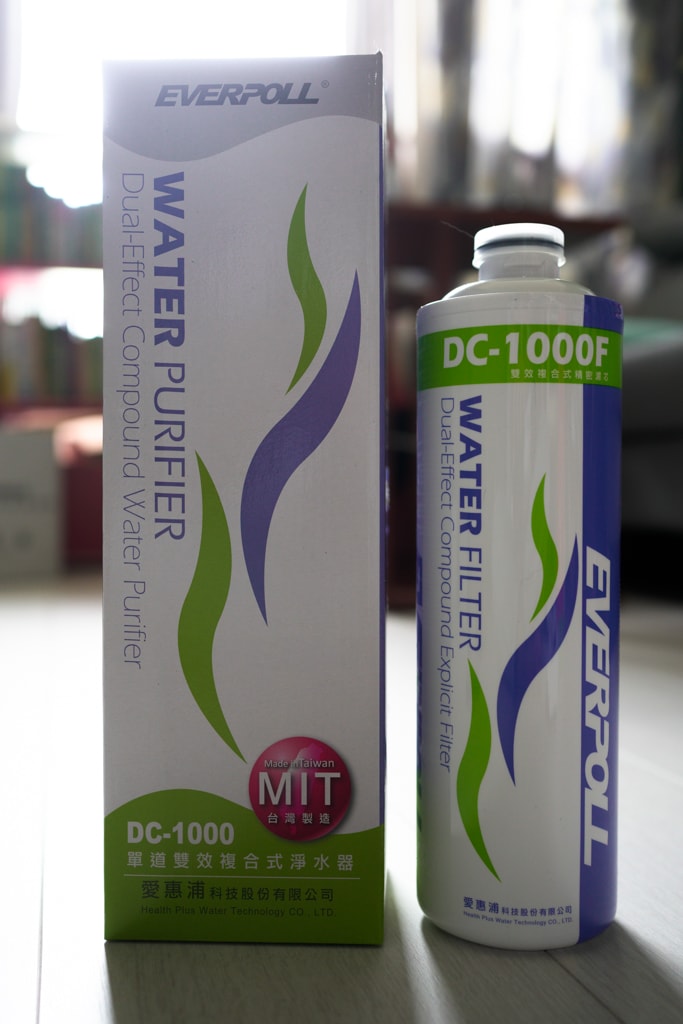 EVERPOLL®
WATER PURIFIER
Dual-Effect Compound Water Purifier
Made in Taiwan
MIT
台灣製造
DC-1000
單道雙效複合式淨水器
愛惠浦科技股份有限公司
Health Plus Water Technology CO., LTD.
DC-1000F
雙效複合式精密濾芯
WATER FILTER
Dual-Effect Compound Explicit Filter
EVERPOLL
愛惠浦科技股份有限公司
Health Plus Water Technology CO., LTD.